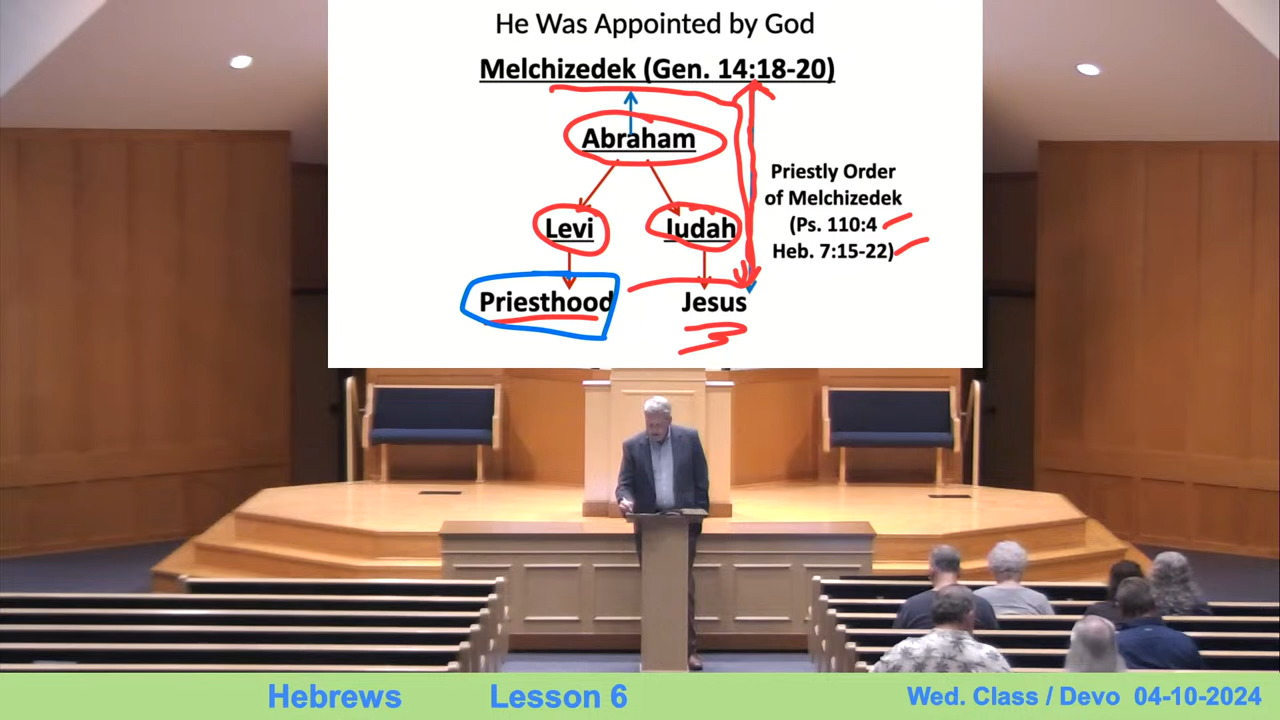 He Was Appointed by God
Melchizedek (Gen. 14:18-20)
Abraham
Priestly Order
of Melchizedek
(Ps. 110:4
Heb. 7:15-22)
Levi Judah
Priesthood Jesus
Hebrews Lesson 6 Wed. Class / Devo 04-10-2024